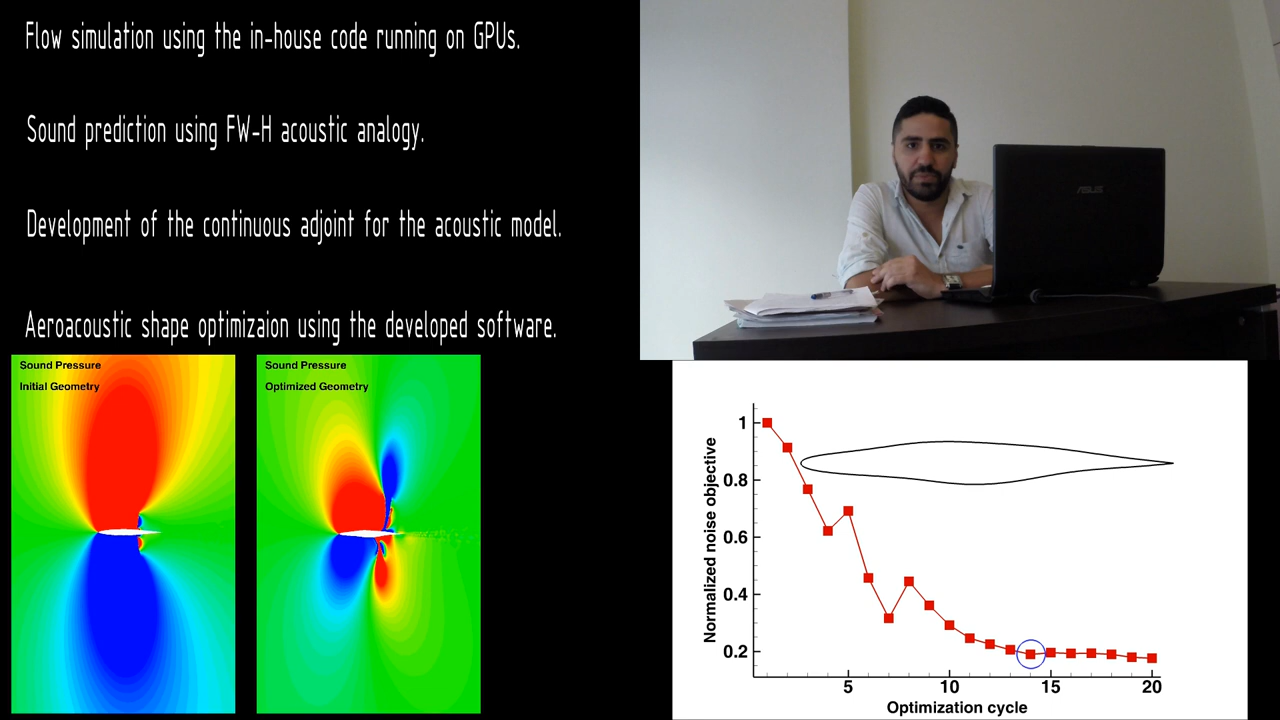 Flow simulation using the in-house code running on GPUs.
Sound prediction using FW-H acoustic analogy.
Development of the continuous adjoint for the acoustic model.
Aeroacoustic shape optimizaion using the developed software.
Sound Pressure
Initial Geometry
Sound Pressure
Optimized Geometry
ASUS
Normalized noise objective
1
0.8
0.6
0.4
0.2
5
10
15
20
Optimization cycle